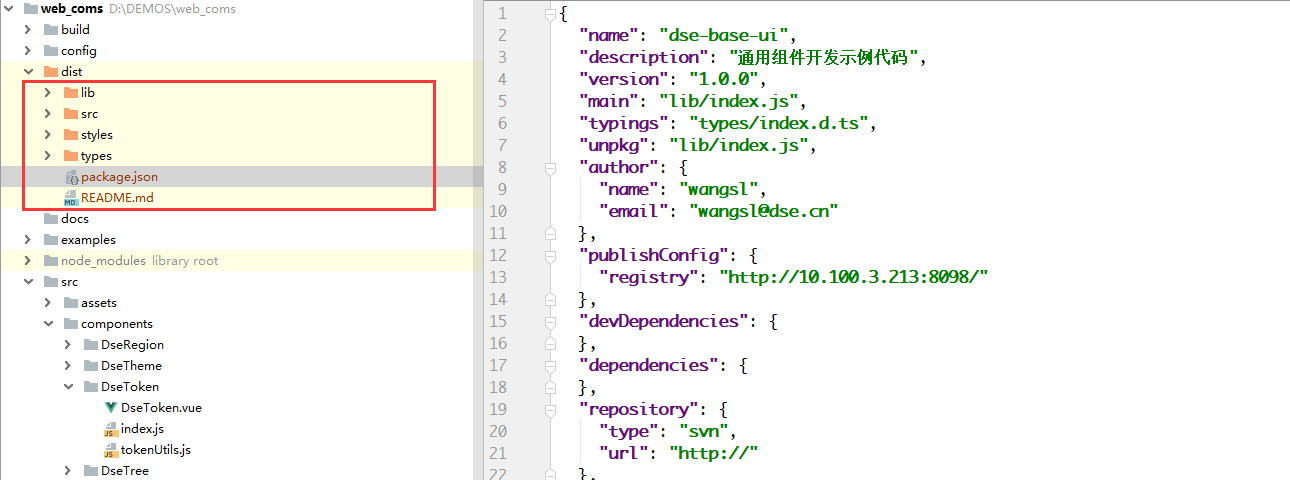 web_coms D:\DEMOS\web_coms
build
config
dist
lib
src
styles
types
package.json
README.md
docs
examples
node_modules library root
src
assets
components
DseRegion
DseTheme
DseToken
DseToken.vue
index.js
tokenUtils.js
DseTree
1 {
2 "name": "dse-base-ui",
3 "description": "通用组件开发示例代码",
4 "version": "1.0.0",
5 "main": "lib/index.js",
6 "typings": "types/index.d.ts",
7 "unpkg": "lib/index.js",
8 "author": {
9 "name": "wangsl",
10 "email": "wangsl@dse.cn"
11 },
12 "publishConfig": {
13 "registry": "http://10.100.3.213:8098/"
14 },
15 "devDependencies": {
16 },
17 "dependencies": {
18 },
19 "repository": {
20 "type": "svn",
21 "url": "http://"
22 },